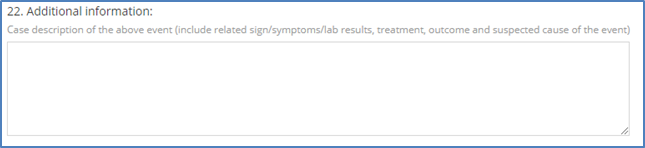 22. Additional information:
Case description of the above event (include related sign/symptoms/lab results, treatment, outcome and suspected cause of the event)